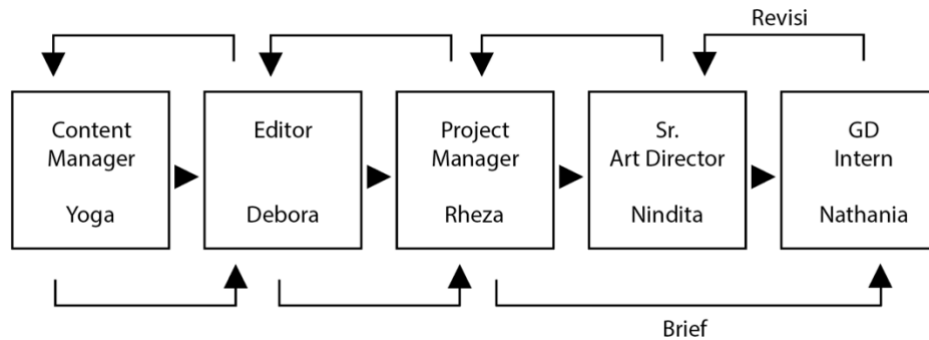 Revisi
Content
Manager
Yoga
Editor
Debora
Project
Manager
Rheza
Sr.
Art Director
Nindita
GD
Intern
Nathania
Brief